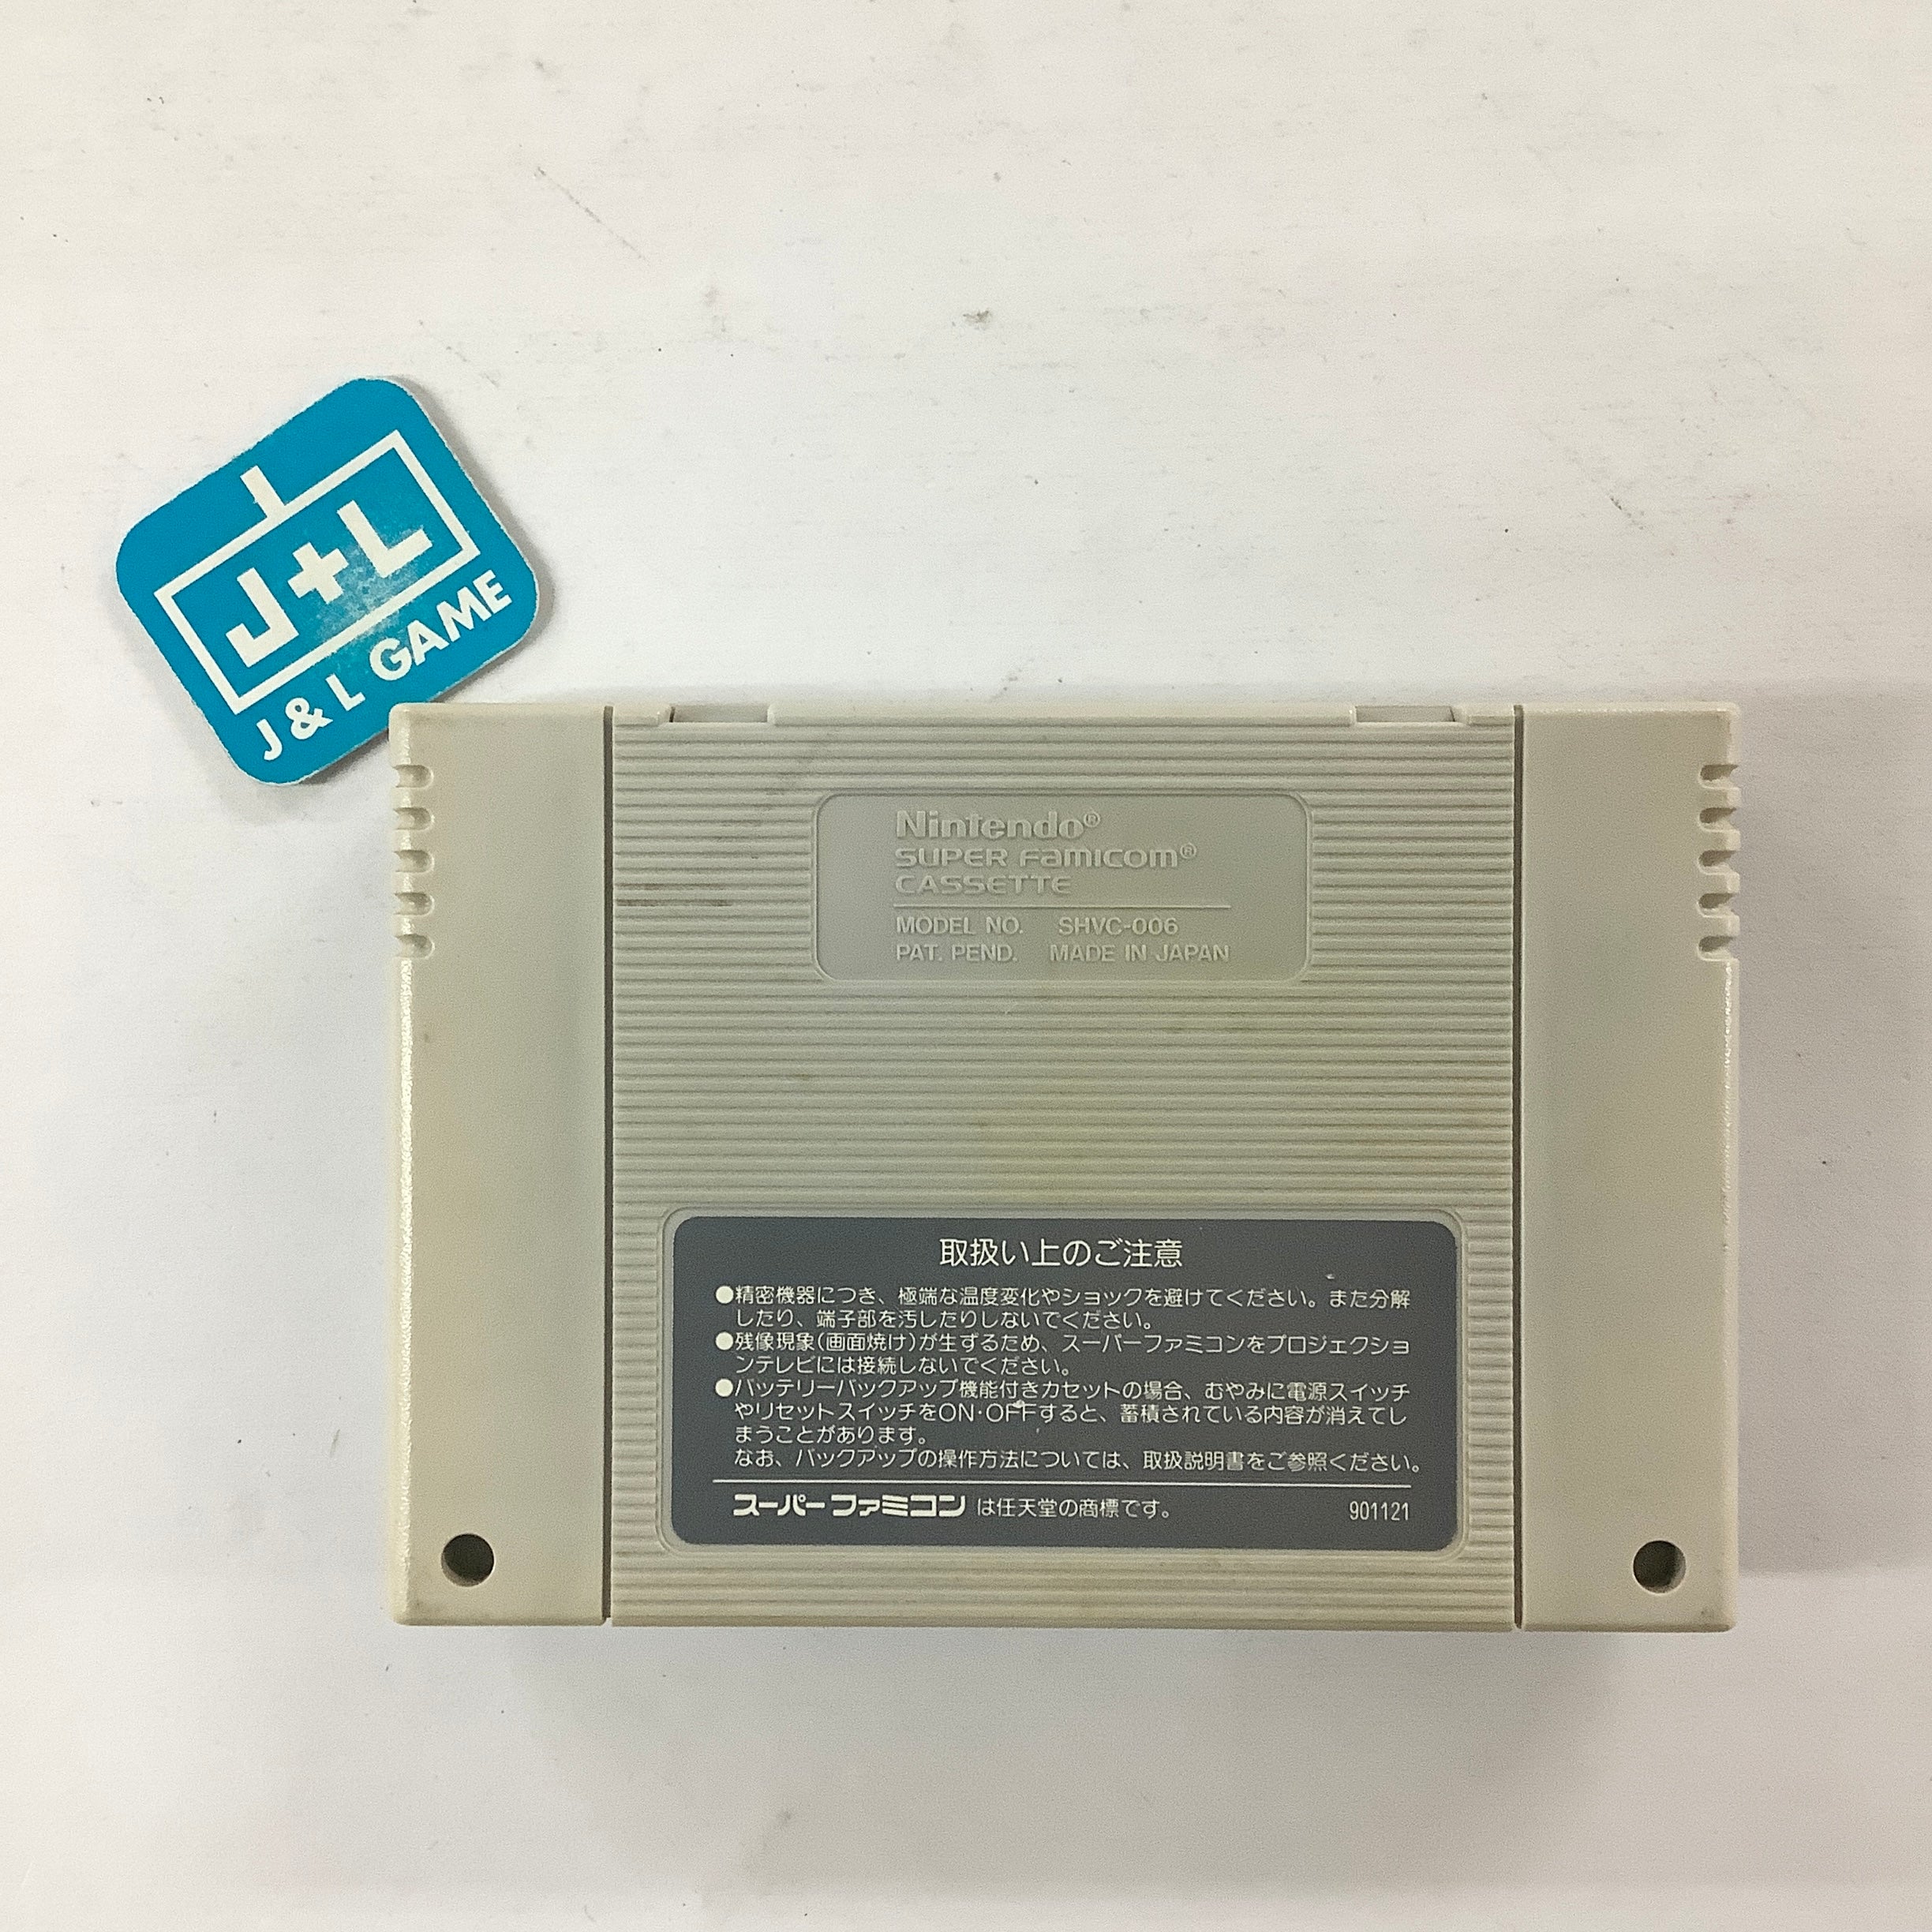 J+L
J & L GAME
Nintendo®
SUPER Famicom®
CASSETTE
MODEL NO. SHVC-006
PAT. PEND. MADE IN JAPAN
取扱い上のご注意
●精密機器につき、極端な温度変化やショックを避けてください。また分解
したり、端子部を汚したりしないでください。
●残像現象(画面焼け)が生ずるため、スーパーファミコンをプロジェクショ
ンテレビには接続しないでください。
●バッテリーバックアップ機能付きカセットの場合、むやみに電源スイッチ
やリセットスイッチをON・OFFすると、蓄積されている内容が消えてし
まうことがあります。
なお、バックアップの操作方法については、取扱説明書をご参照ください。
スーパーファミコン は任天堂の商標です。 901121